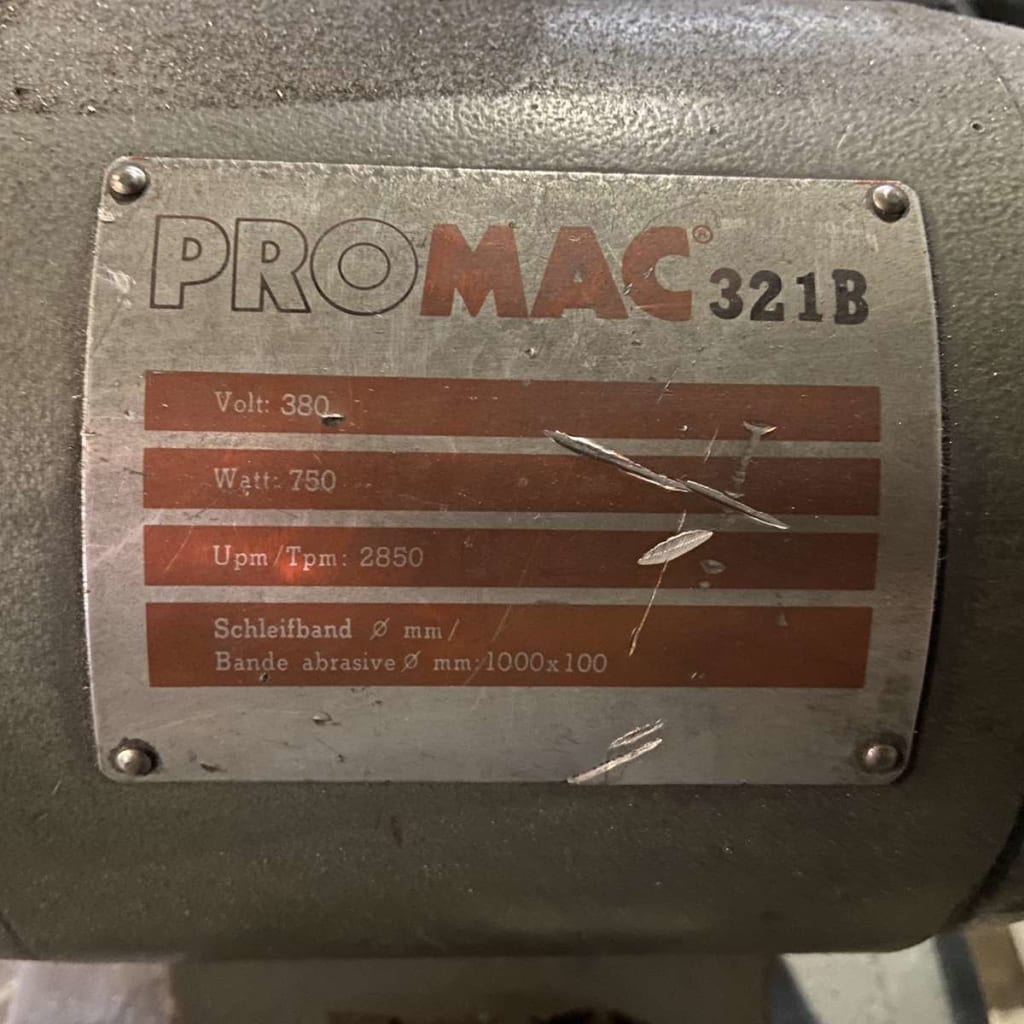 PROMAC® 321B
Volt: 380
Watt: 750
Upm/Tpm: 2850
Schleifband Ø mm/
Bande abrasive Ø mm: 1000x100